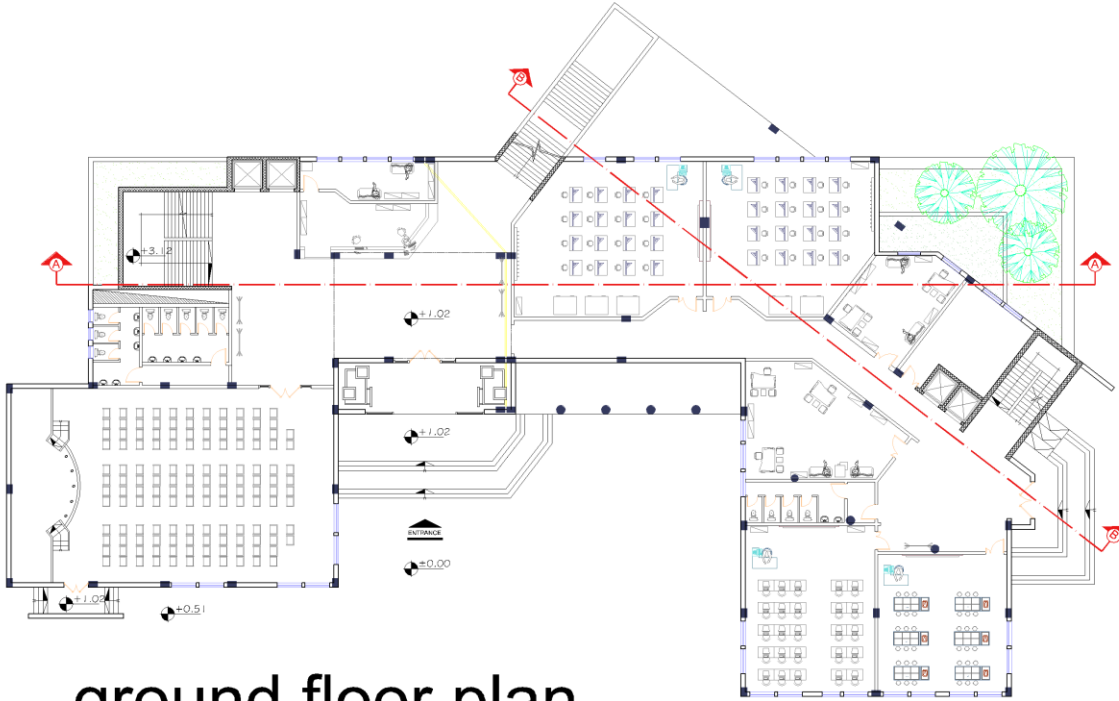 B
+3.12
A
A
+1.02
+1.02
ENTRANCE
±0.00
+1.02
+0.51
B
ground floor plan